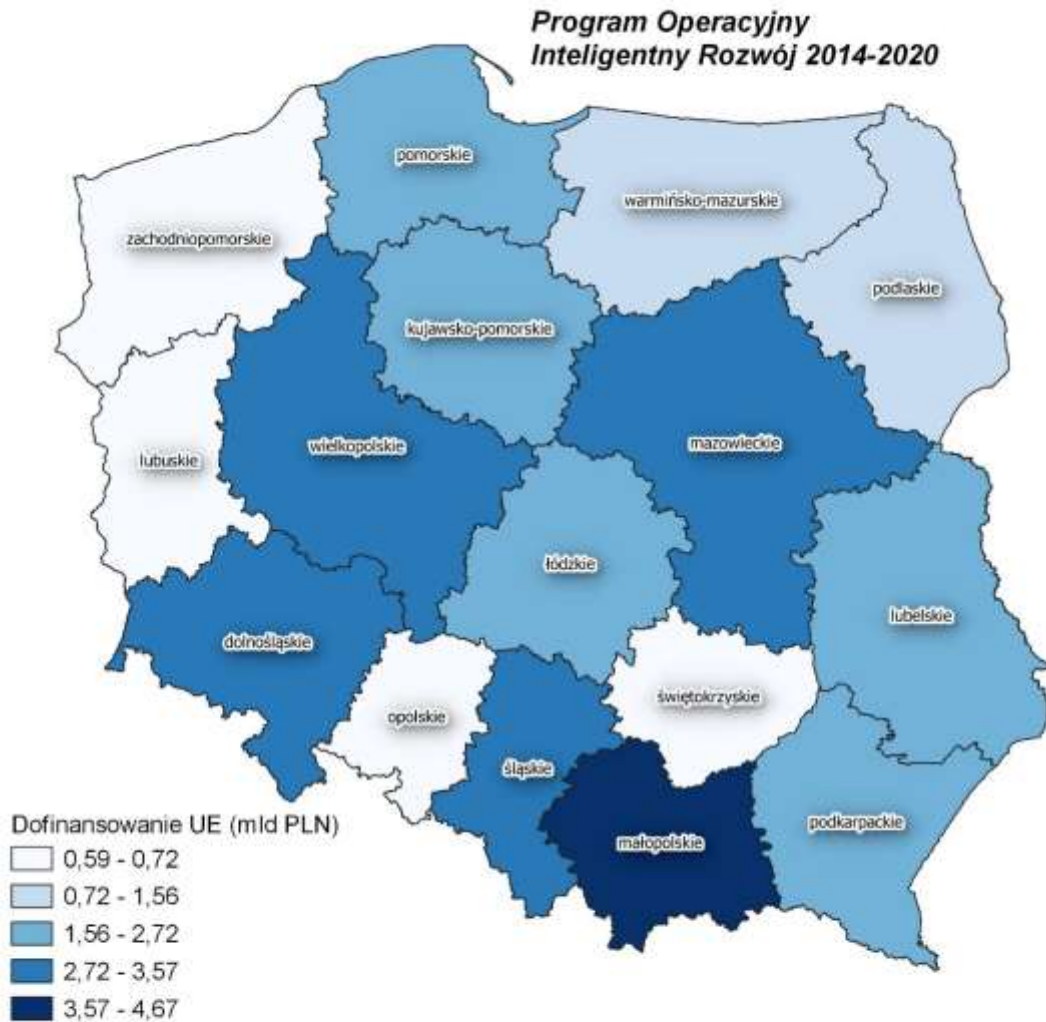 Program Operacyjny
Inteligentny Rozwój 2014-2020
pomorskie
warmińsko-mazurskie
zachodniopomorskie
podlaskie
kujawsko-pomorskie
wielkopolskie
mazowieckie
lubuskie
łódzkie
lubelskie
dolnośląskie
świętokrzyskie
opolskie
śląskie
podkarpackie
małopolskie
Dofinansowanie UE (mld PLN)
0,59 - 0,72
0,72 - 1,56
1,56 - 2,72
2,72 - 3,57
3,57 - 4,67